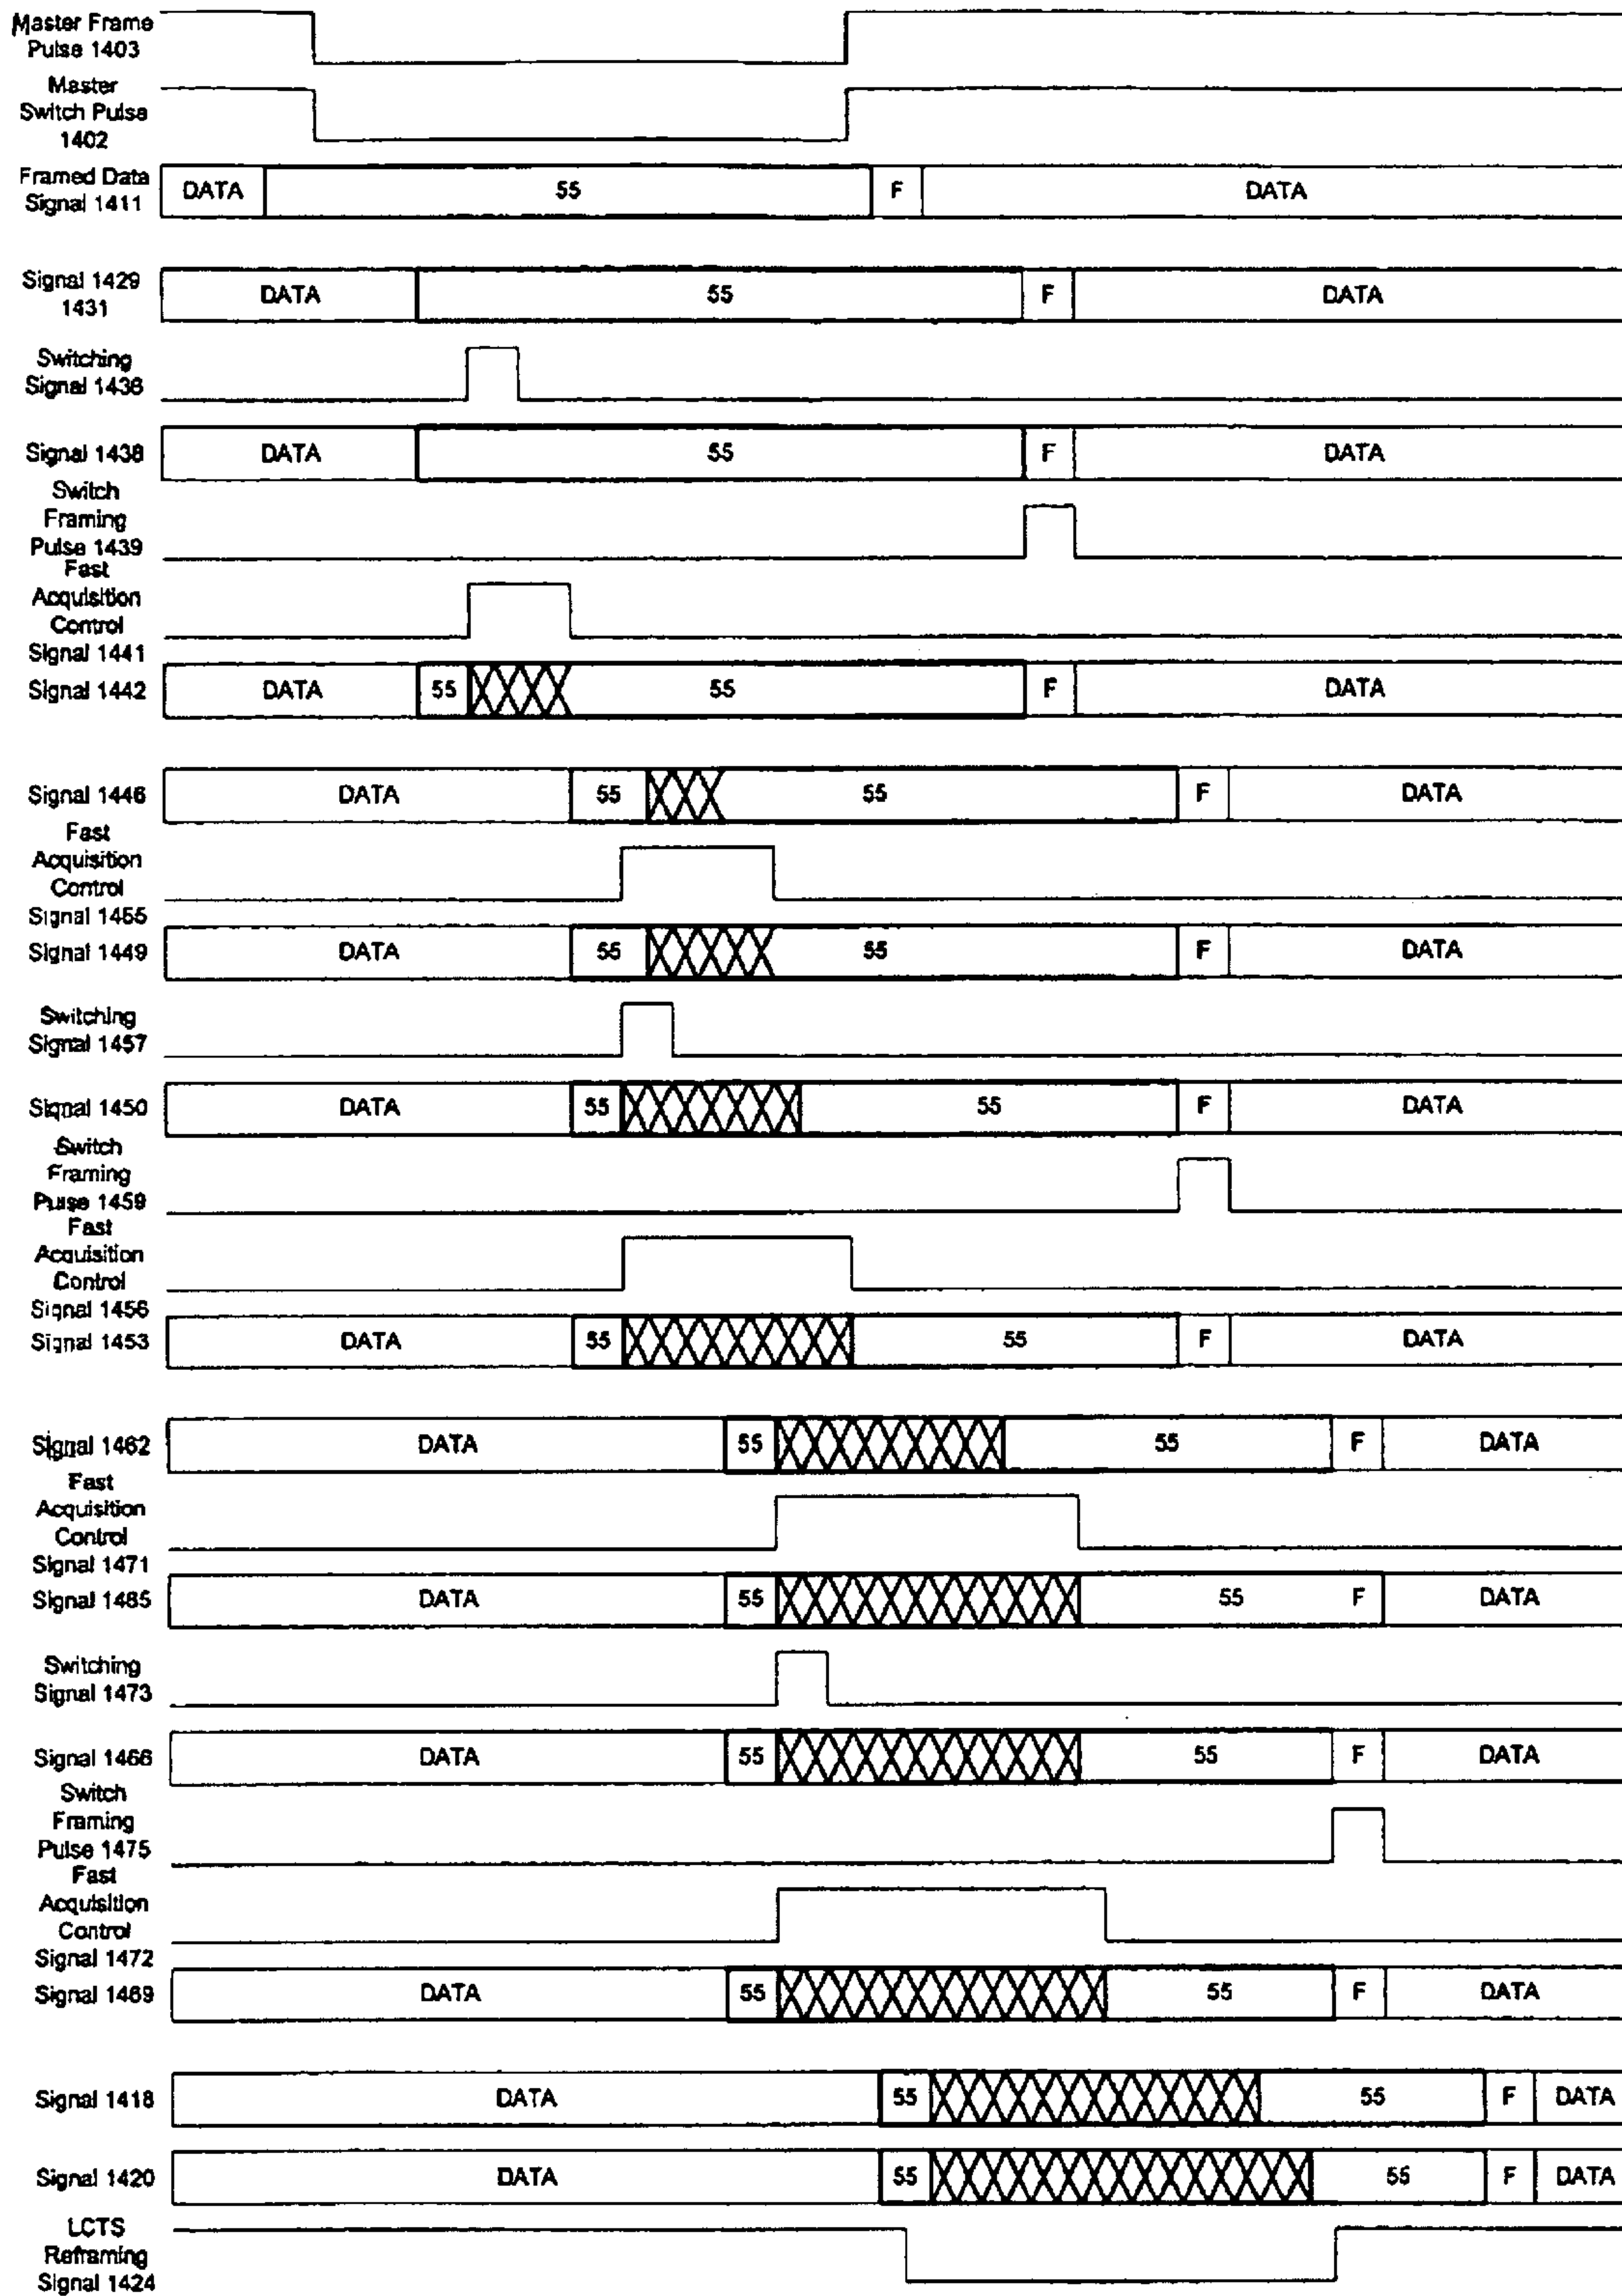 Master Frame
Pulse 1403
Master
Switch Pulse
1402
Framed Data
Signal 1411
DATA 55 F DATA
Signal 1429
1431
DATA 55 F DATA
Switching
Signal 1436
Signal 1438
DATA 55 F DATA
Switch
Framing
Pulse 1439
Fast
Acquisition
Control
Signal 1441
Signal 1442
DATA 55 55 F DATA
Signal 1446
DATA 55 55 F DATA
Fast
Acquisition
Control
Signal 1455
Signal 1449
DATA 55 55 F DATA
Switching
Signal 1457
Signal 1450
DATA 55 55 F DATA
Switch
Framing
Pulse 1459
Fast
Acquisition
Control
Signal 1456
Signal 1453
DATA 55 55 F DATA
Signal 1462
DATA 55 55 F DATA
Fast
Acquisition
Control
Signal 1471
Signal 1465
DATA 55 55 F DATA
Switching
Signal 1473
Signal 1466
DATA 55 55 F DATA
Switch
Framing
Pulse 1475
Fast
Acquisition
Control
Signal 1472
Signal 1469
DATA 55 55 F DATA
Signal 1418
DATA 55 55 F DATA
Signal 1420
DATA 55 55 F DATA
LCTS
Reframing
Signal 1424